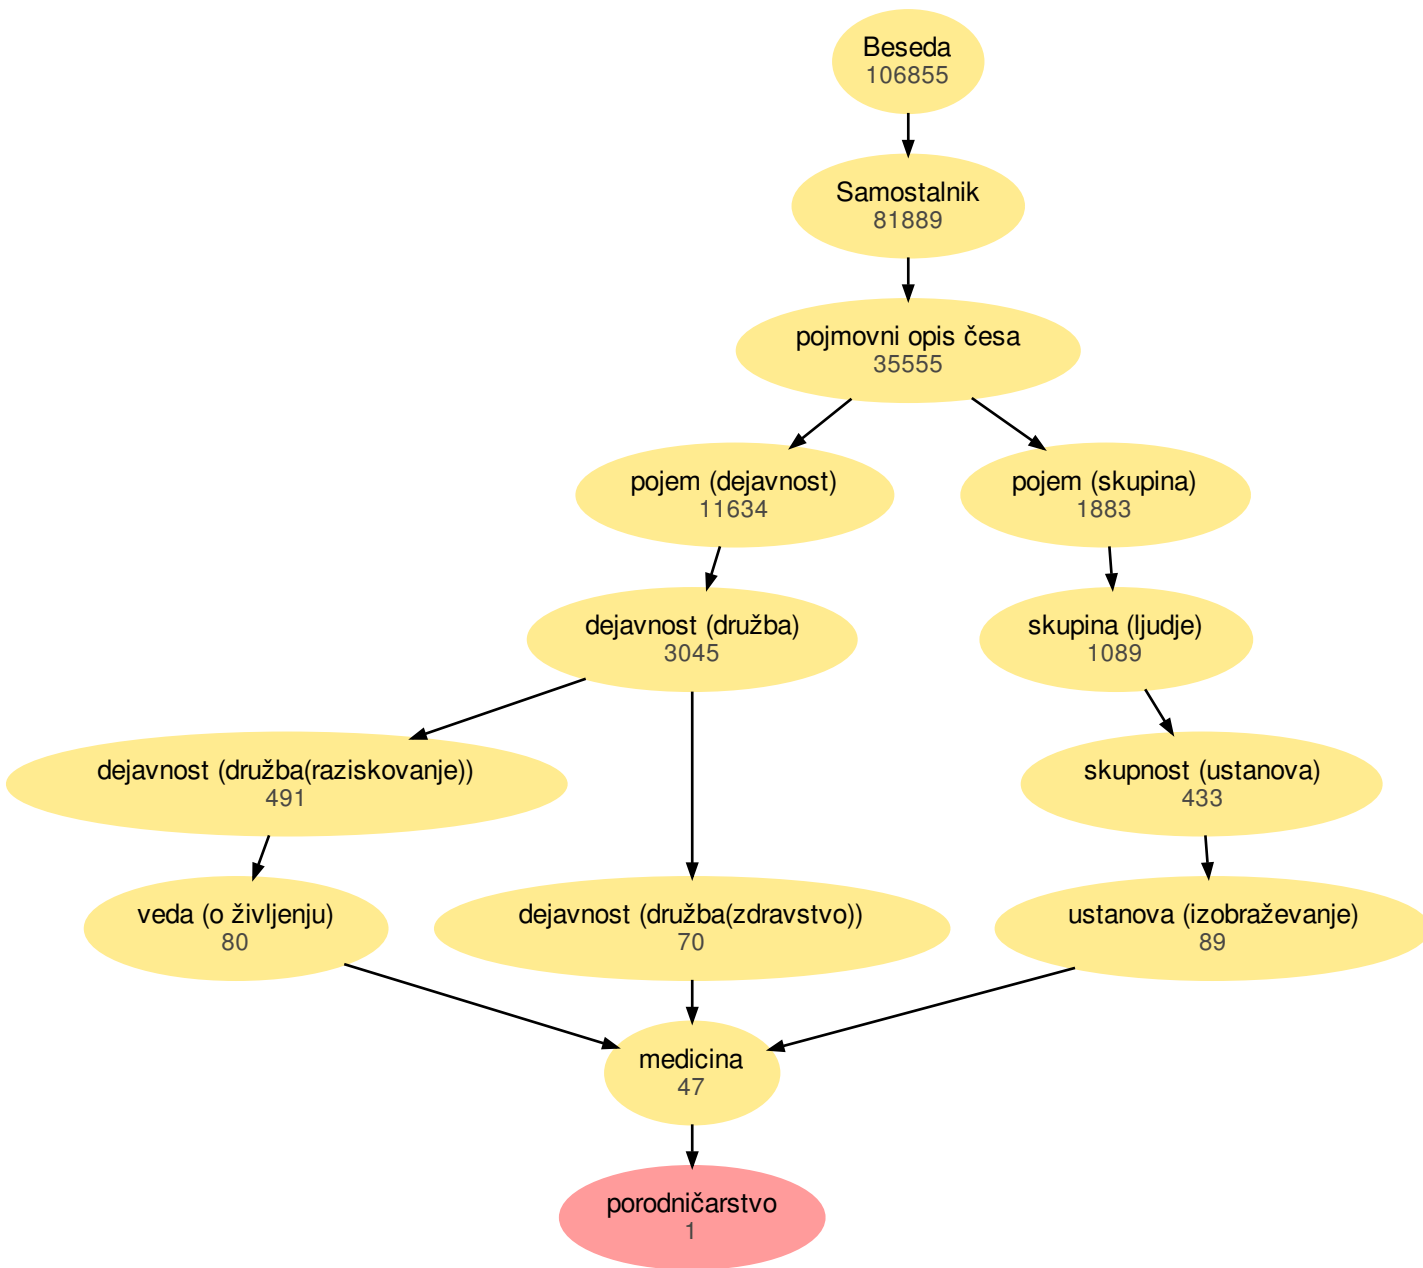 Beseda
106855
Samostalnik
81889
pojmovni opis česa
35555
pojem (dejavnost)
11634
pojem (skupina)
1883
dejavnost (družba)
3045
skupina (ljudje)
1089
dejavnost (družba(raziskovanje))
491
skupnost (ustanova)
433
veda (o življenju)
80
dejavnost (družba(zdravstvo))
70
ustanova (izobraževanje)
89
medicina
47
porodničarstvo
1